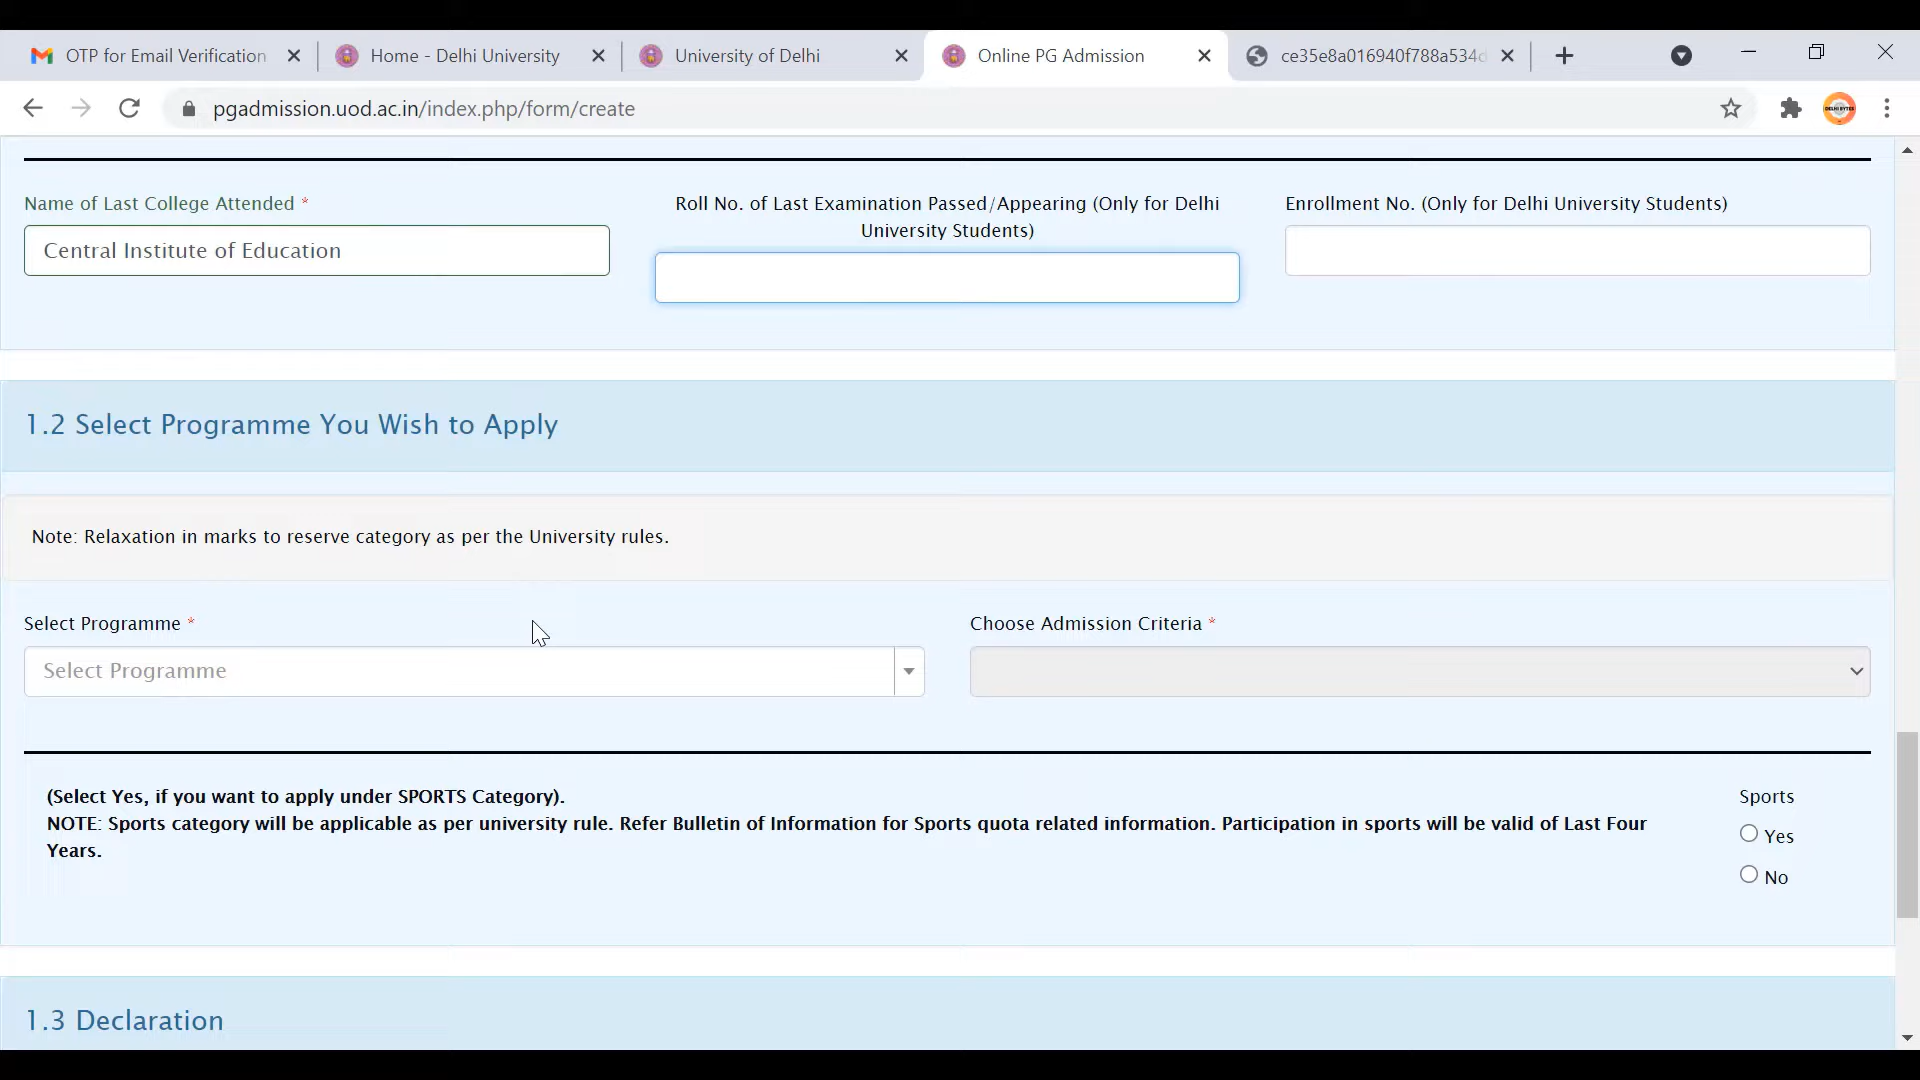 OTP for Email Verification
Home - Delhi University
University of Delhi
Online PG Admission
ce35e8a016940f788a534
pgadmission.uod.ac.in/index.php/form/create
Name of Last College Attended *
Roll No. of Last Examination Passed/Appearing (Only for Delhi
University Students)
Enrollment No. (Only for Delhi University Students)
Central Institute of Education
1.2 Select Programme You Wish to Apply
Note: Relaxation in marks to reserve category as per the University rules.
Select Programme *
Choose Admission Criteria *
Select Programme
(Select Yes, if you want to apply under SPORTS Category).
NOTE: Sports category will be applicable as per university rule. Refer Bulletin of Information for Sports quota related information. Participation in sports will be valid of Last Four
Years.
Sports
Yes
No
1.3 Declaration